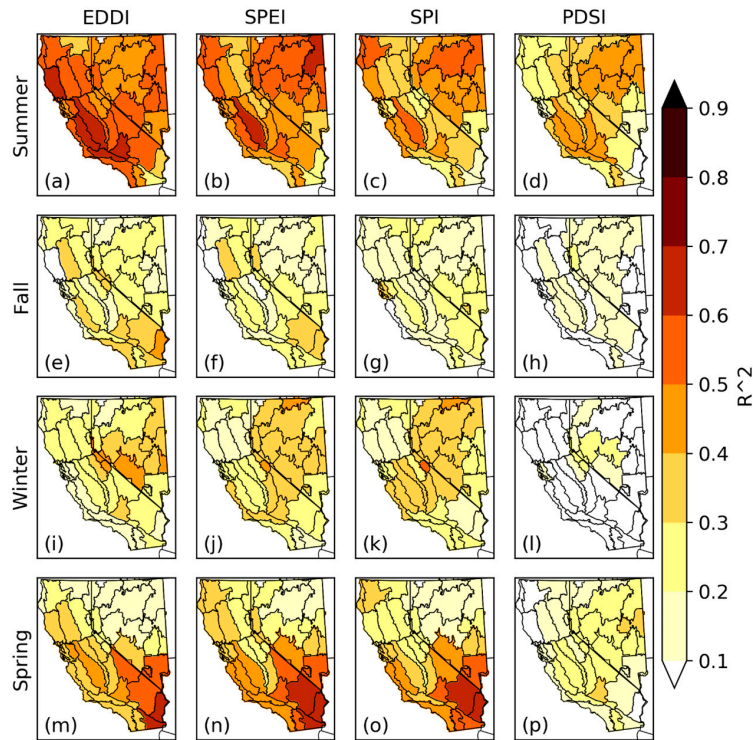 EDDI SPEI SPI PDSI
Summer
(a) (b) (c) (d)
Fall
(e) (f) (g) (h)
Winter
(i) (j) (k) (l)
Spring
(m) (n) (o) (p)
0.9
0.8
0.7
0.6
0.5
0.4
0.3
0.2
0.1
R^2